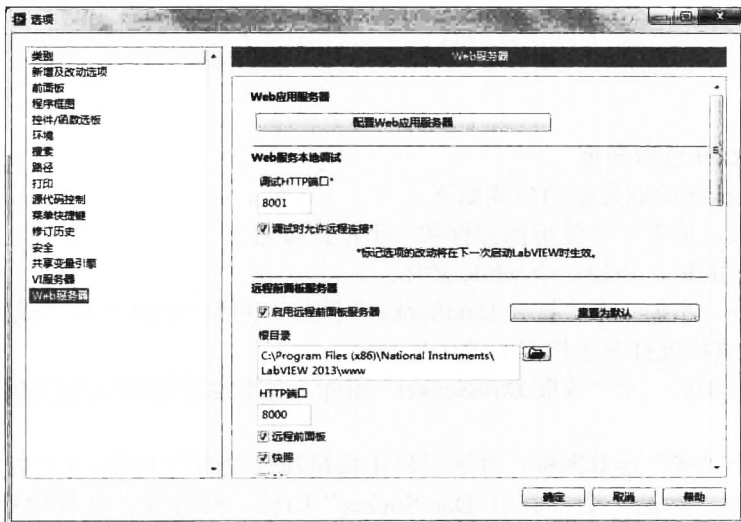 选项
类别
新增及改动选项
前面板
程序框图
控件/函数选板
环境
搜索
路径
打印
源代码控制
菜单快捷键
修订历史
安全
共享变量引擎
VI服务器
Web服务器
Web服务器
Web应用服务器
配置Web应用服务器
Web服务本地调试
调试HTTP端口*
8001
调试时允许远程连接*
*标记选项的改动将在下一次启动LabVIEW时生效。
远程前面板服务器
启用远程前面板服务器
重置为默认
根目录
C:\Program Files (x86)\National Instruments\
LabVIEW 2013\www
HTTP端口
8000
远程前面板
快照
确定
取消
帮助